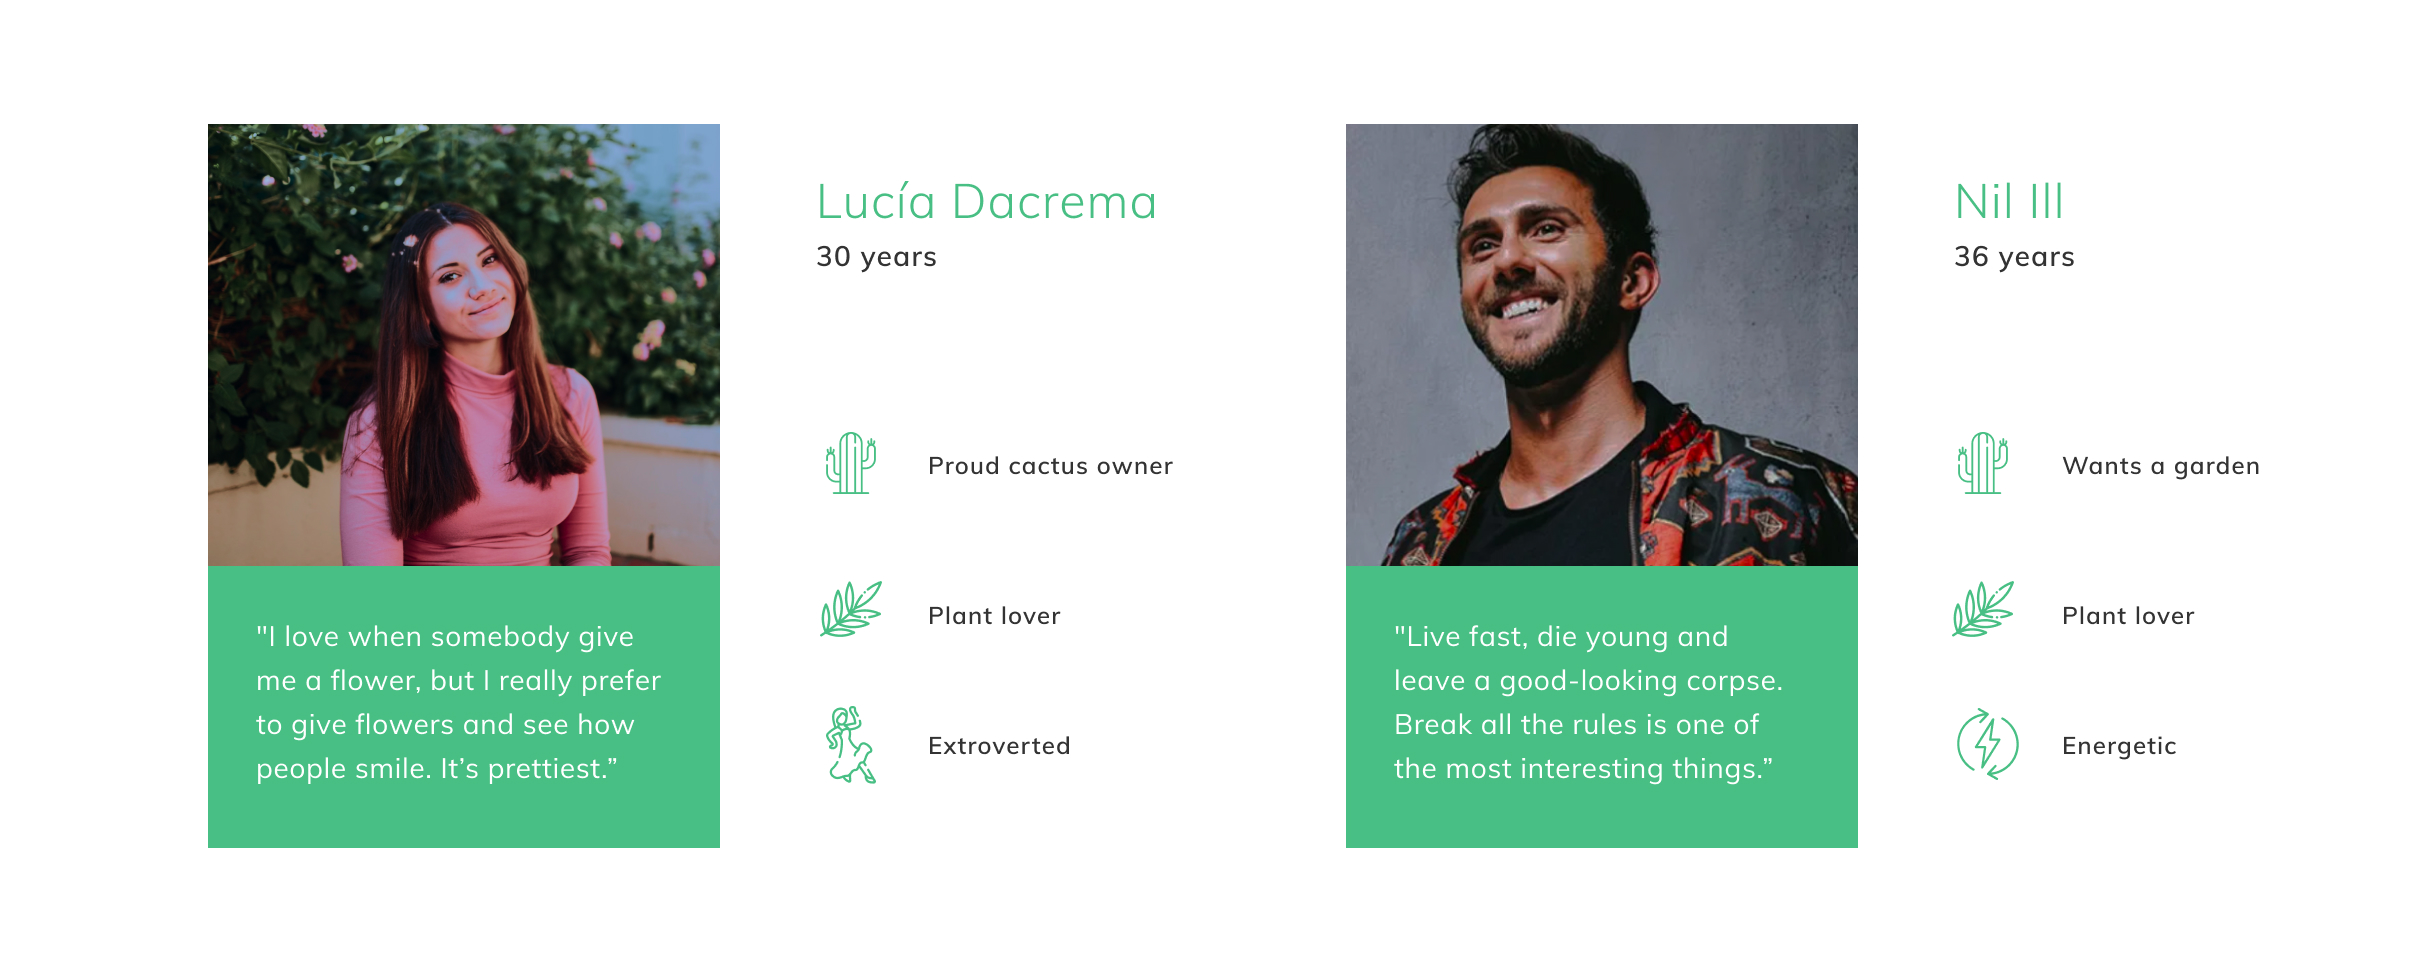 Lucía Dacrema
30 years
Proud cactus owner
Plant lover
Extroverted
"I love when somebody give
me a flower, but I really prefer
to give flowers and see how
people smile. It’s prettiest.”
Nil Ill
36 years
Wants a garden
Plant lover
Energetic
"Live fast, die young and
leave a good-looking corpse.
Break all the rules is one of
the most interesting things.”